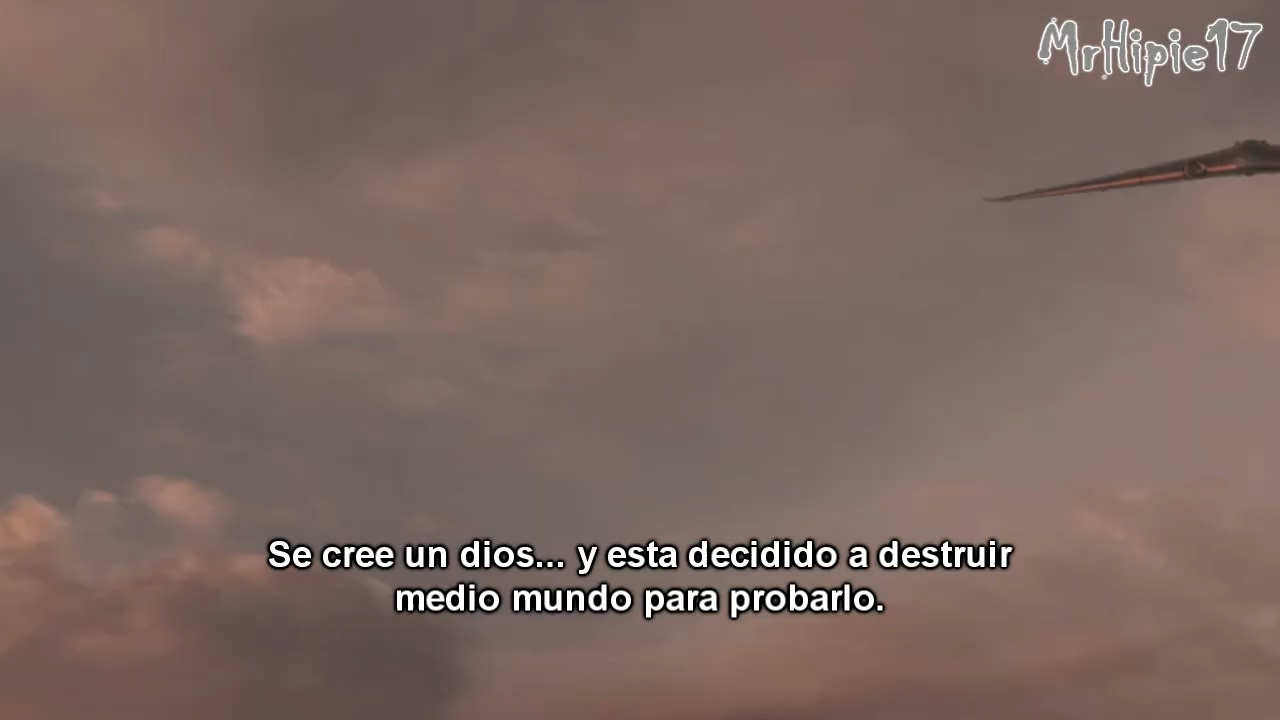 MrHipie17
Se cree un dios... y esta decidido a destruir
medio mundo para probarlo.